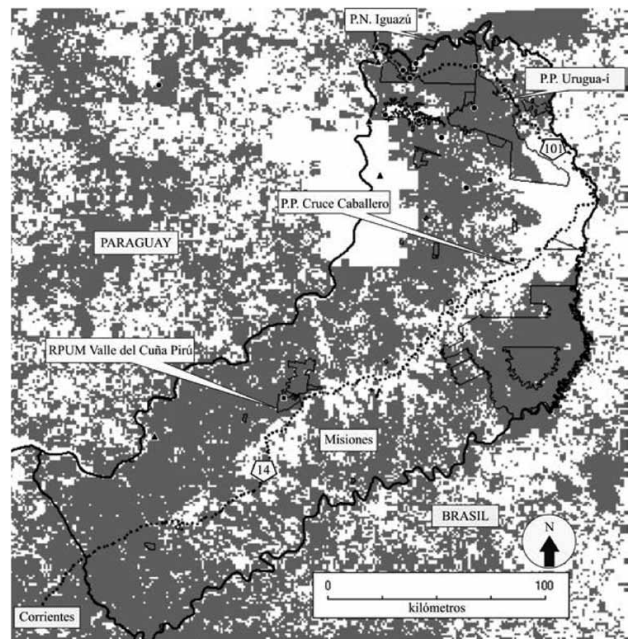 P.N. Iguazú
P.P. Urugua-í
101
P.P. Cruce Caballero
PARAGUAY
RPUM Valle del Cuña Pirú
Misiones
14
BRASIL
N
0 100
kilómetros
Corrientes